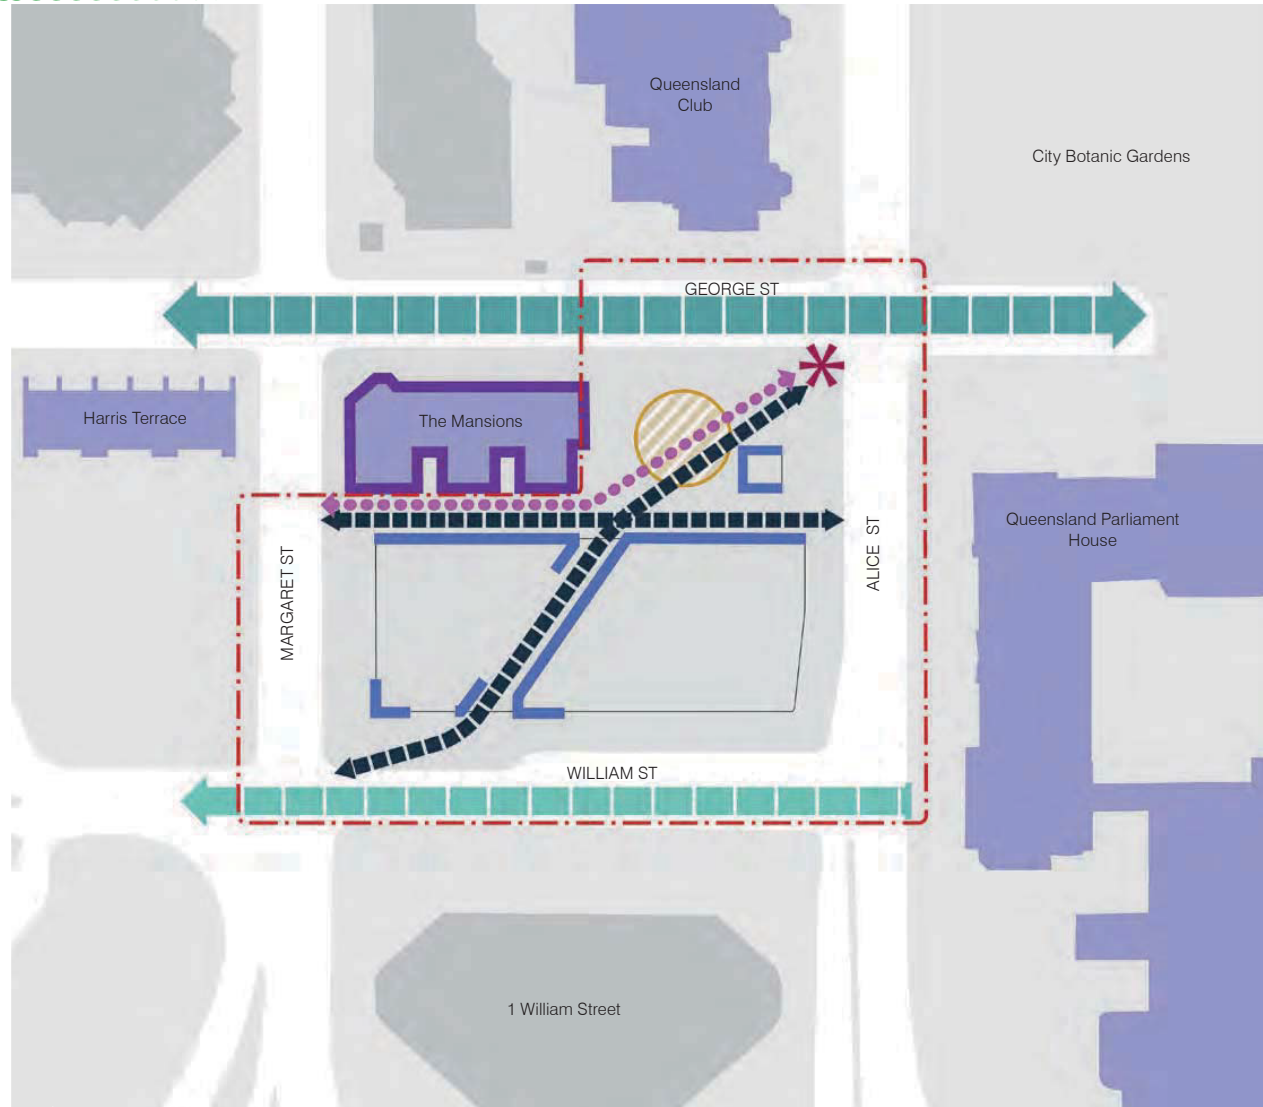 Queensland
Club
City Botanic Gardens
GEORGE ST
Harris Terrace
The Mansions
Queensland Parliament
House
MARGARET ST
ALICE ST
WILLIAM ST
1 William Street